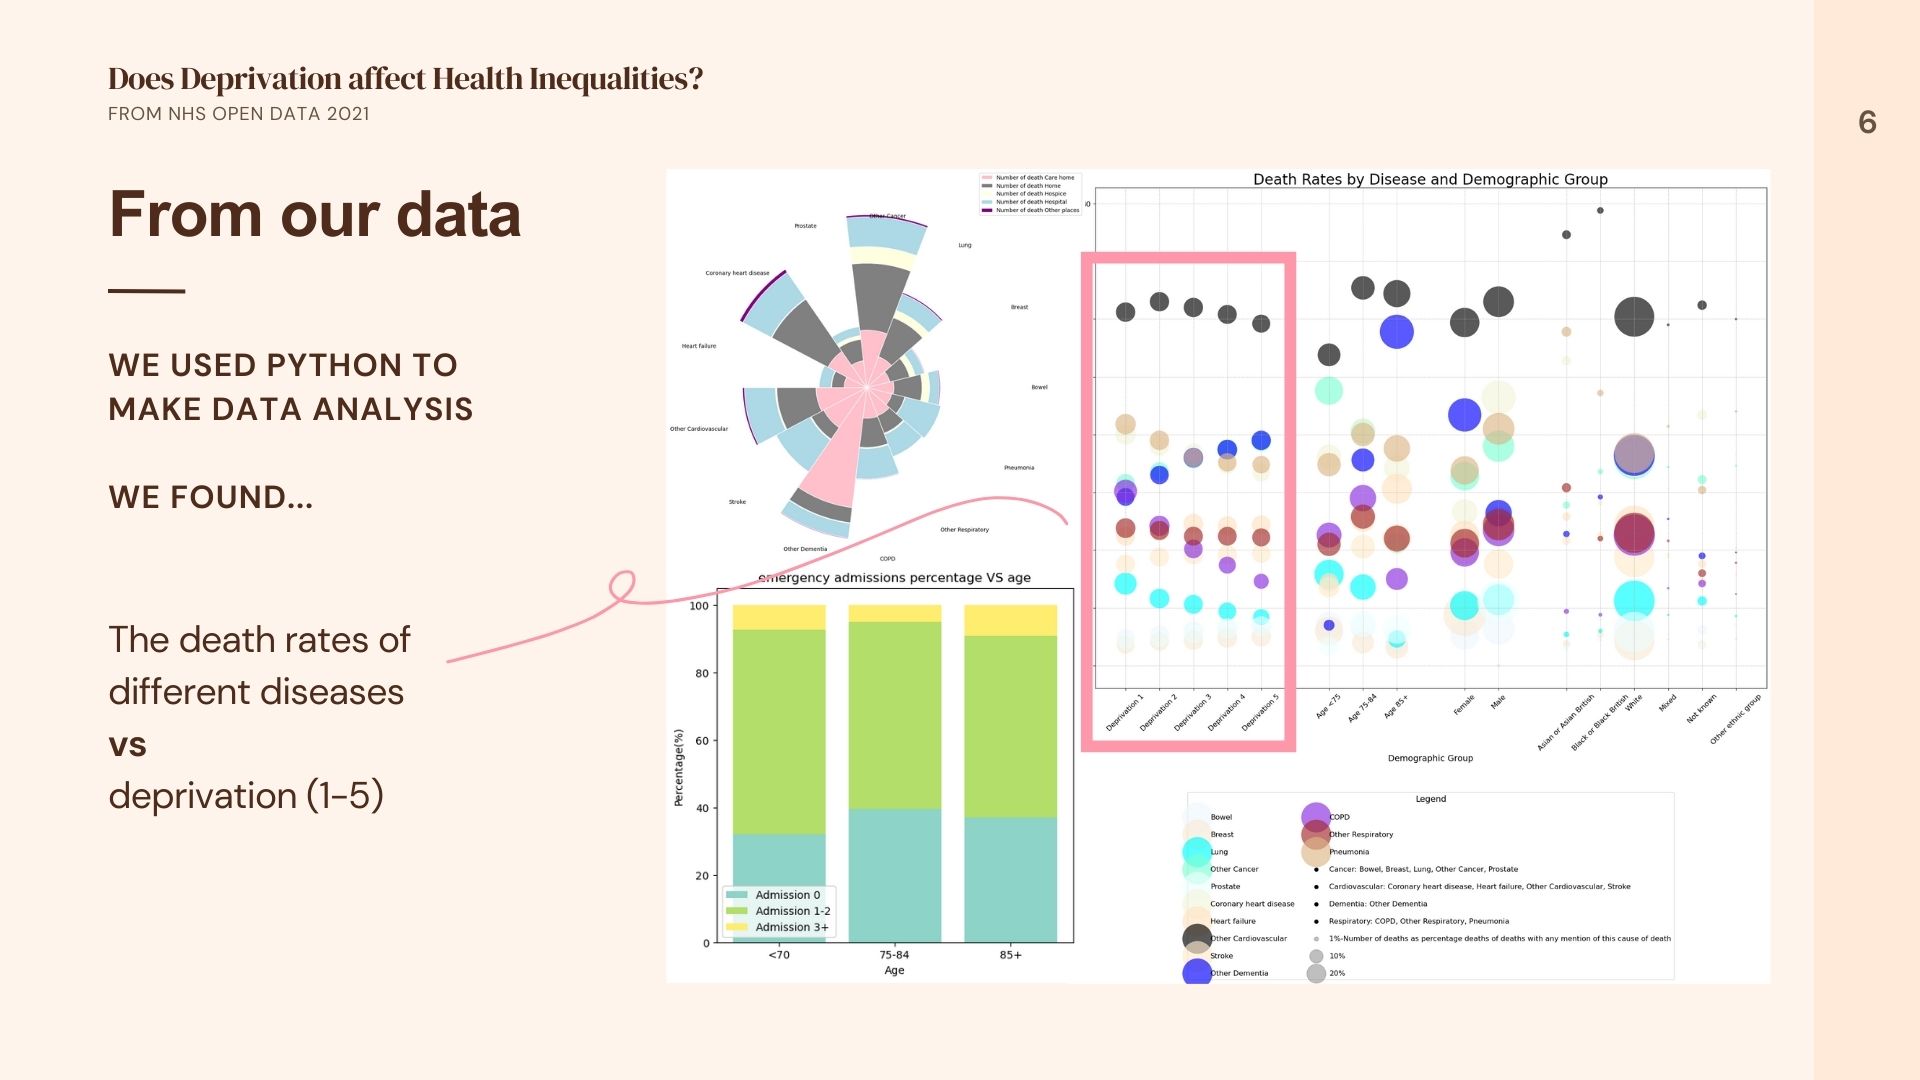 Does Deprivation affect Health Inequalities?
FROM NHS OPEN DATA 2021
6
From our data
WE USED PYTHON TO
MAKE DATA ANALYSIS
WE FOUND...
The death rates of
different diseases
vs
deprivation (1–5)
Number of death Care home
Number of death Home
Number of death Hospice
Number of death Hospital
Number of death Other places
Other Cancer
Prostate
Lung
Coronary heart disease
Breast
Heart failure
Bowel
Other Cardiovascular
Pneumonia
Stroke
Other Respiratory
Other Dementia
COPD
emergency admissions percentage VS age
100
80
60
40
20
0
Percentage(%)
Admission 0
Admission 1-2
Admission 3+
<70
75-84
85+
Age
Death Rates by Disease and Demographic Group
Deprivation 1
Deprivation 2
Deprivation 3
Deprivation 4
Deprivation 5
Age <75
Age 75-84
Age 85+
Female
Male
Asian or Asian British
Black or Black British
White
Mixed
Not known
Other ethnic group
Demographic Group
Legend
Bowel
Breast
Lung
Other Cancer
Prostate
Coronary heart disease
Heart failure
Other Cardiovascular
Stroke
Other Dementia
COPD
Other Respiratory
Pneumonia
Cancer: Bowel, Breast, Lung, Other Cancer, Prostate
Cardiovascular: Coronary heart disease, Heart failure, Other Cardiovascular, Stroke
Dementia: Other Dementia
Respiratory: COPD, Other Respiratory, Pneumonia
1%-Number of deaths as percentage deaths of deaths with any mention of this cause of death
10%
20%